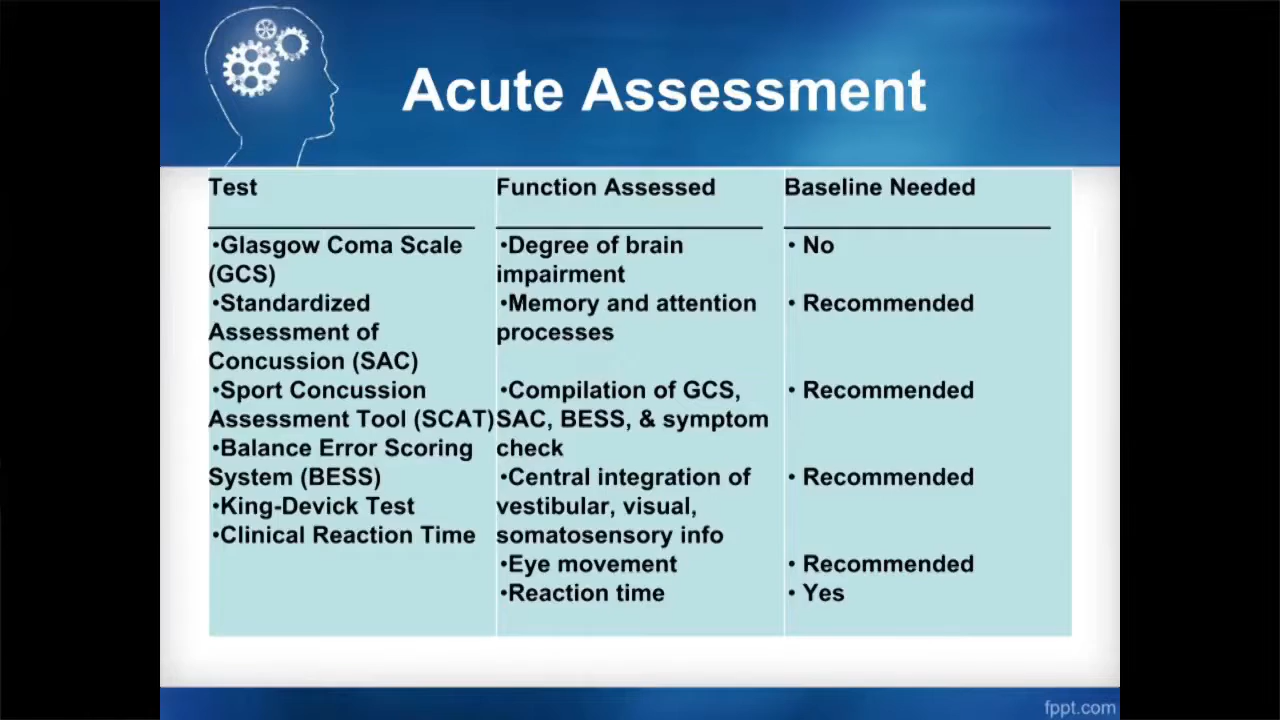 Acute Assessment
Test
Function Assessed
Baseline Needed
•Glasgow Coma Scale
(GCS)
•Standardized
Assessment of
Concussion (SAC)
•Sport Concussion
Assessment Tool (SCAT)
•Balance Error Scoring
System (BESS)
•King-Devick Test
•Clinical Reaction Time
•Degree of brain
impairment
•Memory and attention
processes
•Compilation of GCS,
SAC, BESS, & symptom
check
•Central integration of
vestibular, visual,
somatosensory info
•Eye movement
•Reaction time
• No
• Recommended
• Recommended
• Recommended
• Recommended
• Yes
fppt.com